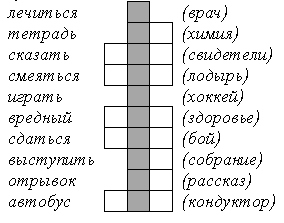 лечиться (врач)
тетрадь (химия)
сказать (свидетели)
смеяться (лодырь)
играть (хоккей)
вредный (здоровье)
сдаться (бой)
выступить (собрание)
отрывок (рассказ)
автобус (кондуктор)